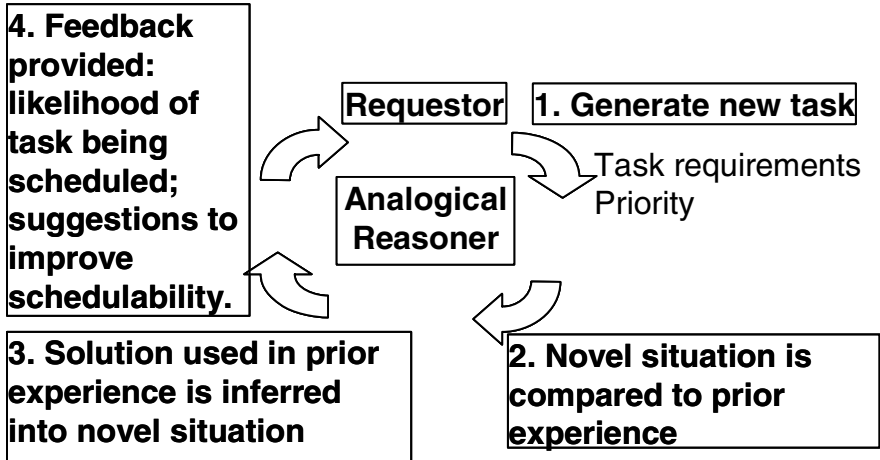 Requestor
1. Generate new task
Task requirements
Priority
Analogical
Reasoner
2. Novel situation is
compared to prior
experience
3. Solution used in prior
experience is inferred
into novel situation
4. Feedback
provided:
likelihood of
task being
scheduled;
suggestions to
improve
schedulability.